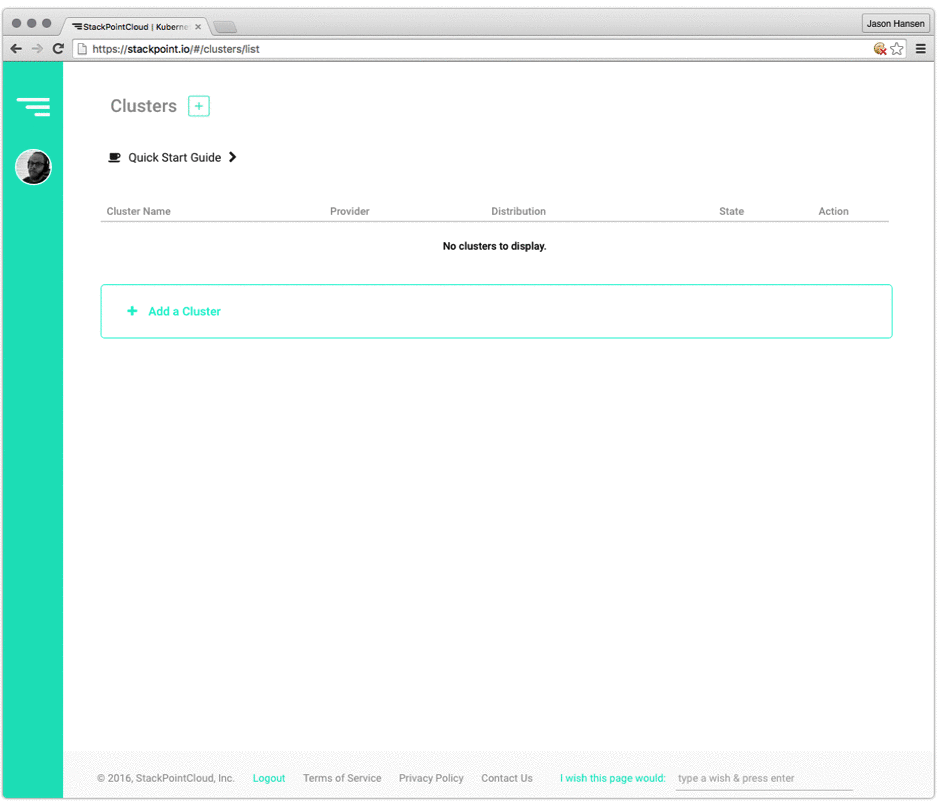 StackPointCloud | Kuberne
Jason Hansen
https://stackpoint.io/#/clusters/list
Clusters +
Quick Start Guide
Cluster Name Provider Distribution State Action
No clusters to display.
+ Add a Cluster
© 2016, StackPointCloud, Inc. Logout Terms of Service Privacy Policy Contact Us I wish this page would: type a wish & press enter